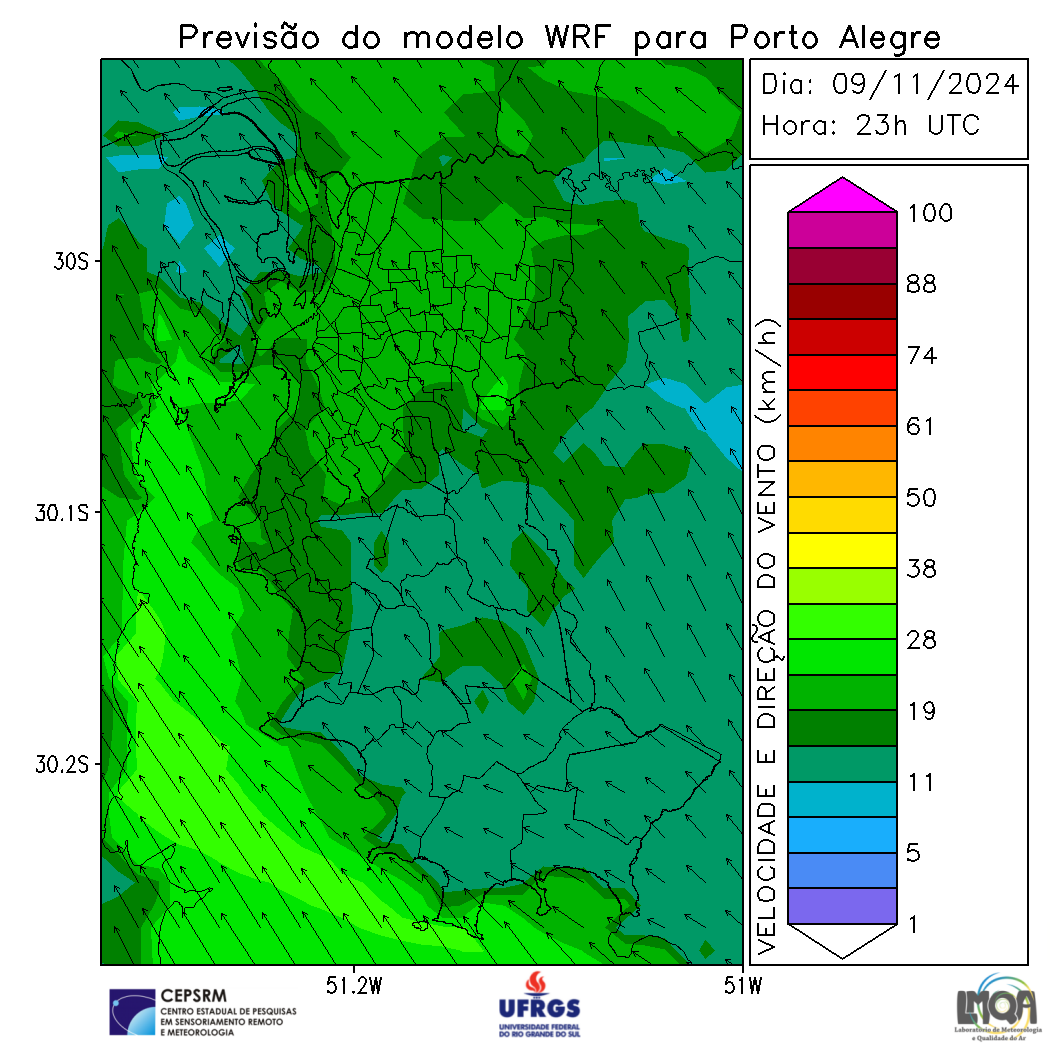 Previsão do modelo WRF para Porto Alegre
Dia: 09/11/2024
Hora: 23h UTC
30S
30.1S
30.2S
51.2W
51W
VELOCIDADE E DIREÇÃO DO VENTO (km/h)
100
88
74
61
50
38
28
19
11
5
1
CEPSRM
CENTRO ESTADUAL DE PESQUISAS
EM SENSORIAMENTO REMOTO
E METEOROLOGIA
UFRGS
UNIVERSIDADE FEDERAL
DO RIO GRANDE DO SUL
LMQA
Laboratório de Meteorologia
e Qualidade do Ar